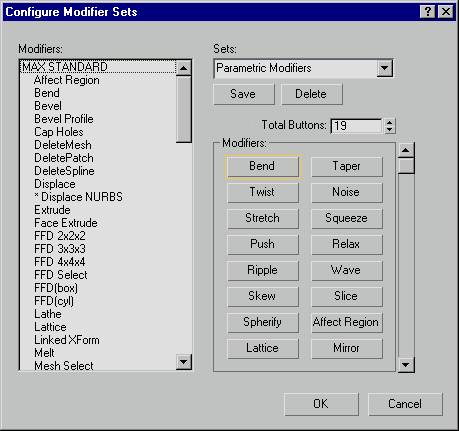 Configure Modifier Sets
Modifiers:
MAX STANDARD
Affect Region
Bend
Bevel
Bevel Profile
Cap Holes
DeleteMesh
DeletePatch
DeleteSpline
Displace
* Displace NURBS
Extrude
Face Extrude
FFD 2x2x2
FFD 3x3x3
FFD 4x4x4
FFD Select
FFD(box)
FFD(cyl)
Lathe
Lattice
Linked XForm
Melt
Mesh Select
Sets:
Parametric Modifiers
Save Delete
Total Buttons: 19
Modifiers:
Bend Taper
Twist Noise
Stretch Squeeze
Push Relax
Ripple Wave
Skew Slice
Spherify Affect Region
Lattice Mirror
OK Cancel